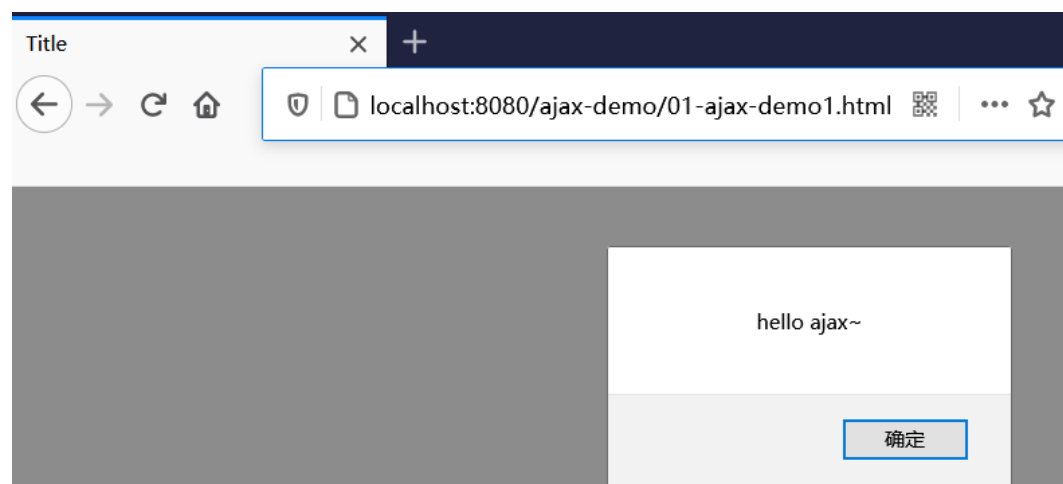 Title
localhost:8080/ajax-demo/01-ajax-demo1.html
hello ajax~
确定